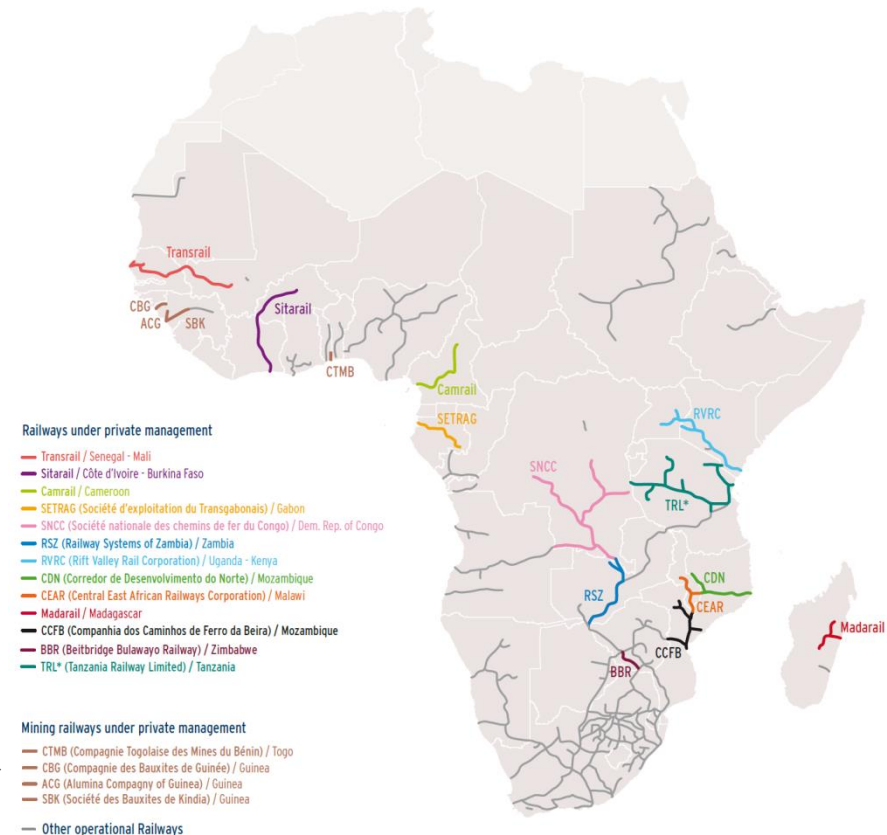 Transrail
CBG
ACG
SBK
Sitarail
CTMB
Camrail
SETRAG
RVRC
SNCC
TRL*
CDN
RSZ
CEAR
Madarail
CCFB
BBR
Railways under private management
Transrail / Senegal - Mali
Sitarail / Côte d'Ivoire - Burkina Faso
Camrail / Cameroon
SETRAG (Société d'exploitation du Transgabonais) / Gabon
SNCC (Société nationale des chemins de fer du Congo) / Dem. Rep. of Congo
RSZ (Railway Systems of Zambia) / Zambia
RVRC (Rift Valley Rail Corporation) / Uganda - Kenya
CDN (Corredor de Desenvolvimento do Norte) / Mozambique
CEAR (Central East African Railways Corporation) / Malawi
Madarail / Madagascar
CCFB (Companhia dos Caminhos de Ferro da Beira) / Mozambique
BBR (Beitbridge Bulawayo Railway) / Zimbabwe
TRL* (Tanzania Railway Limited) / Tanzania
Mining railways under private management
CTMB (Compagnie Togolaise des Mines du Bénin) / Togo
CBG (Compagnie des Bauxites de Guinée) / Guinea
ACG (Alumina Compagny of Guinea) / Guinea
SBK (Société des Bauxites de Kindia) / Guinea
Other operational Railways